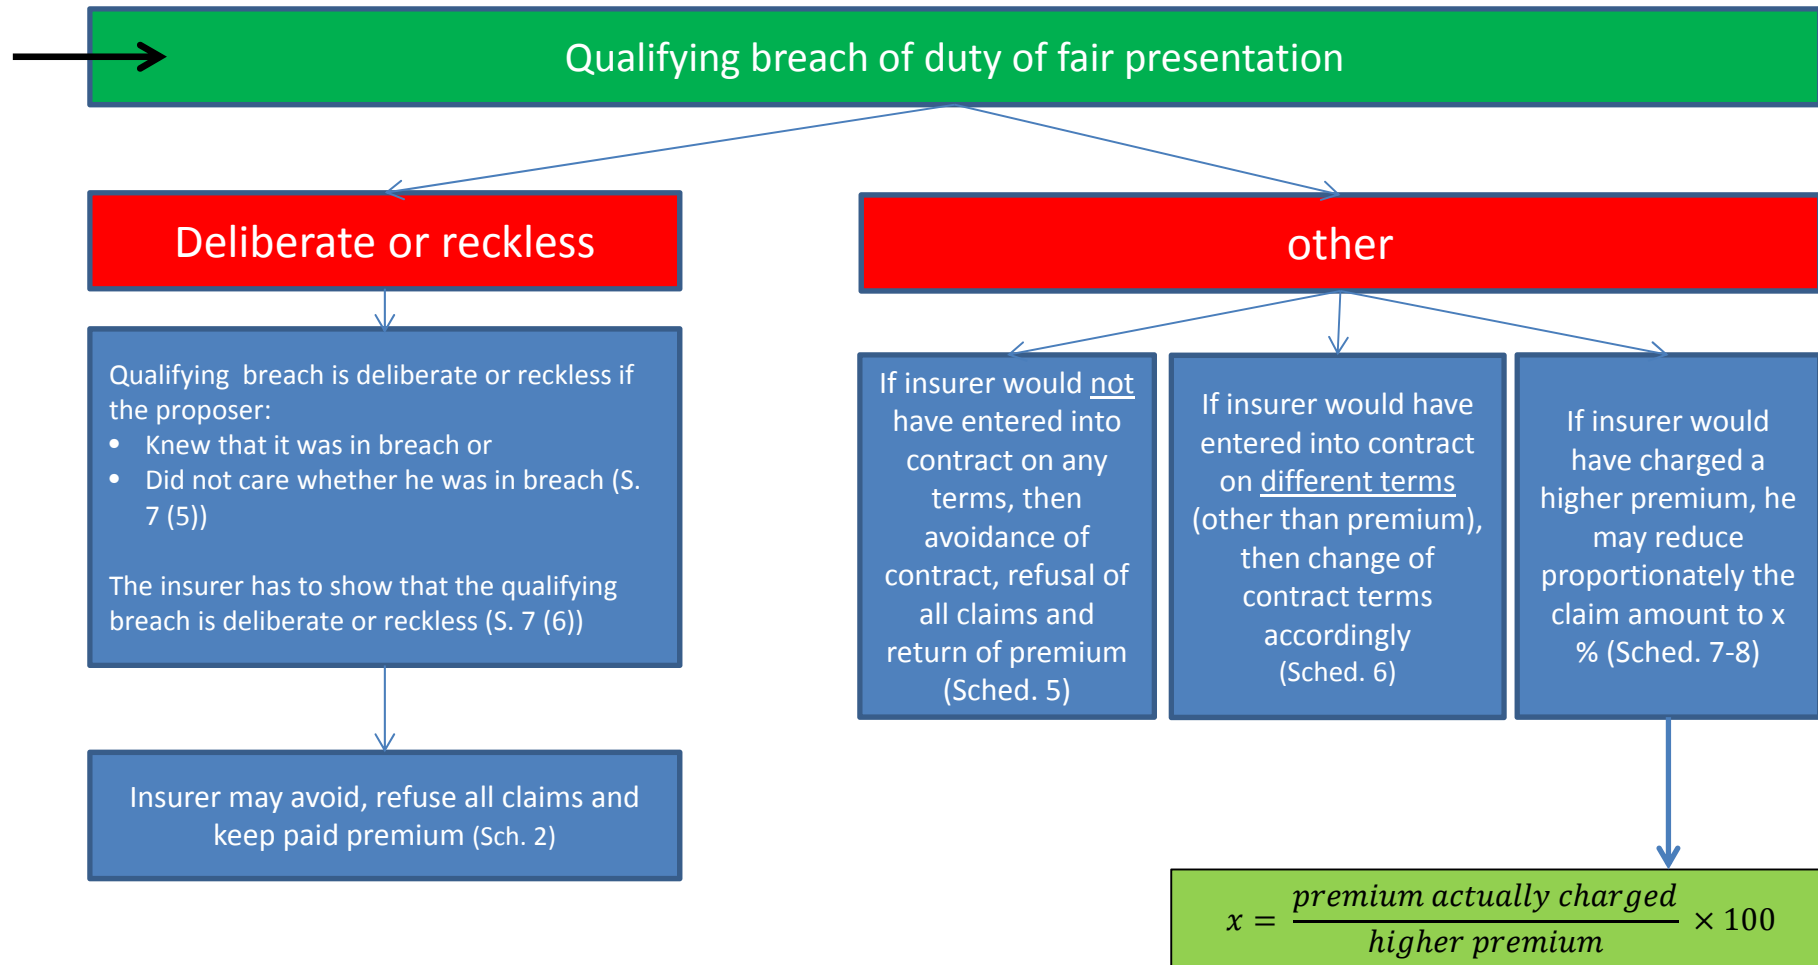 Qualifying breach of duty of fair presentation
Deliberate or reckless
other
Qualifying  breach is deliberate or reckless if
the proposer:
• Knew that it was in breach or
• Did not care whether he was in breach (S.
7 (5))
The insurer has to show that the qualifying
breach is deliberate or reckless (S. 7 (6))
Insurer may avoid, refuse all claims and
keep paid premium (Sch. 2)
If insurer would not
have entered into
contract on any
terms, then
avoidance of
contract, refusal of
all claims and
return of premium
(Sched. 5)
If insurer would have
entered into contract
on different terms
(other than premium),
then change of
contract terms
accordingly
(Sched. 6)
If insurer would
have charged a
higher premium, he
may reduce
proportionately the
claim amount to x
% (Sched. 7-8)
x = premium actually charged / higher premium × 100